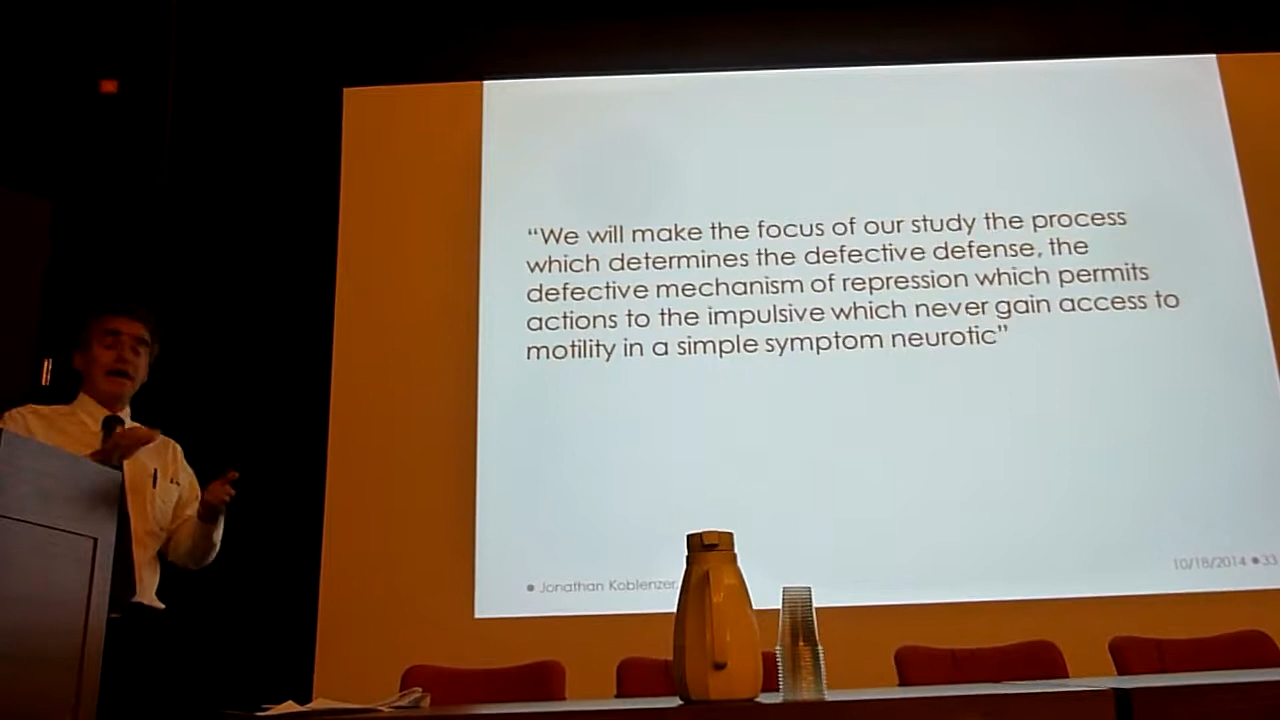 “We will make the focus of our study the process
which determines the defective defense, the
defective mechanism of repression which permits
actions to the impulsive which never gain access to
motility in a simple symptom neurotic”
● Jonathan Koblenzer
10/18/2014 ● 33